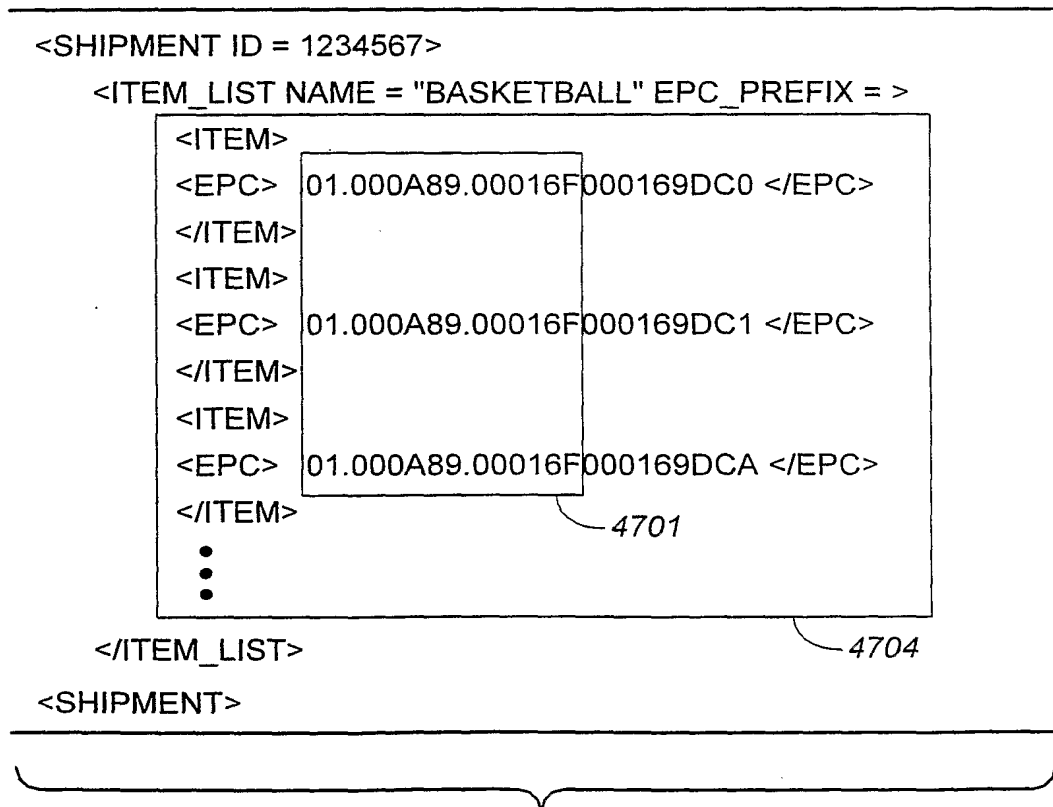 <SHIPMENT ID = 1234567>
<ITEM_LIST NAME = "BASKETBALL" EPC_PREFIX = >
<ITEM>
<EPC> 01.000A89.00016F000169DC0 </EPC>
</ITEM>
<ITEM>
<EPC> 01.000A89.00016F000169DC1 </EPC>
</ITEM>
<ITEM>
<EPC> 01.000A89.00016F000169DCA </EPC>
</ITEM>
4701
</ITEM_LIST>
4704
<SHIPMENT>